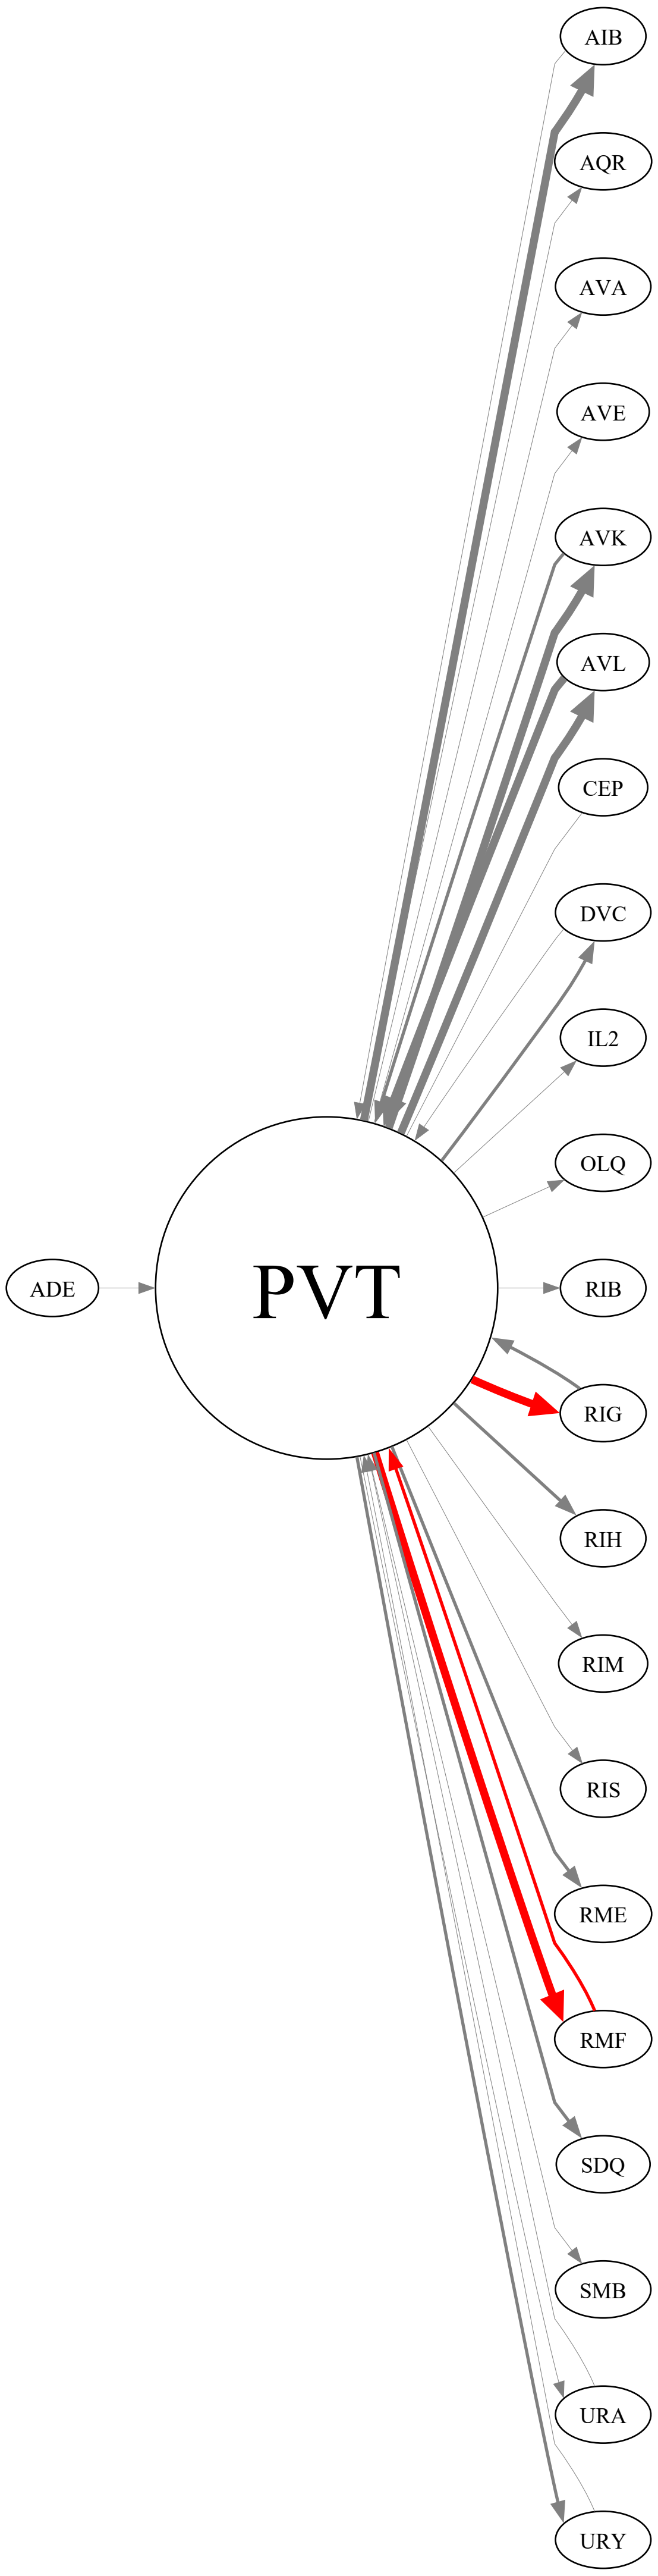 AIB
AQR
AVA
AVE
AVK
AVL
CEP
DVC
IL2
OLQ
ADE
PVT
RIB
RIG
RIH
RIM
RIS
RME
RMF
SDQ
SMB
URA
URY